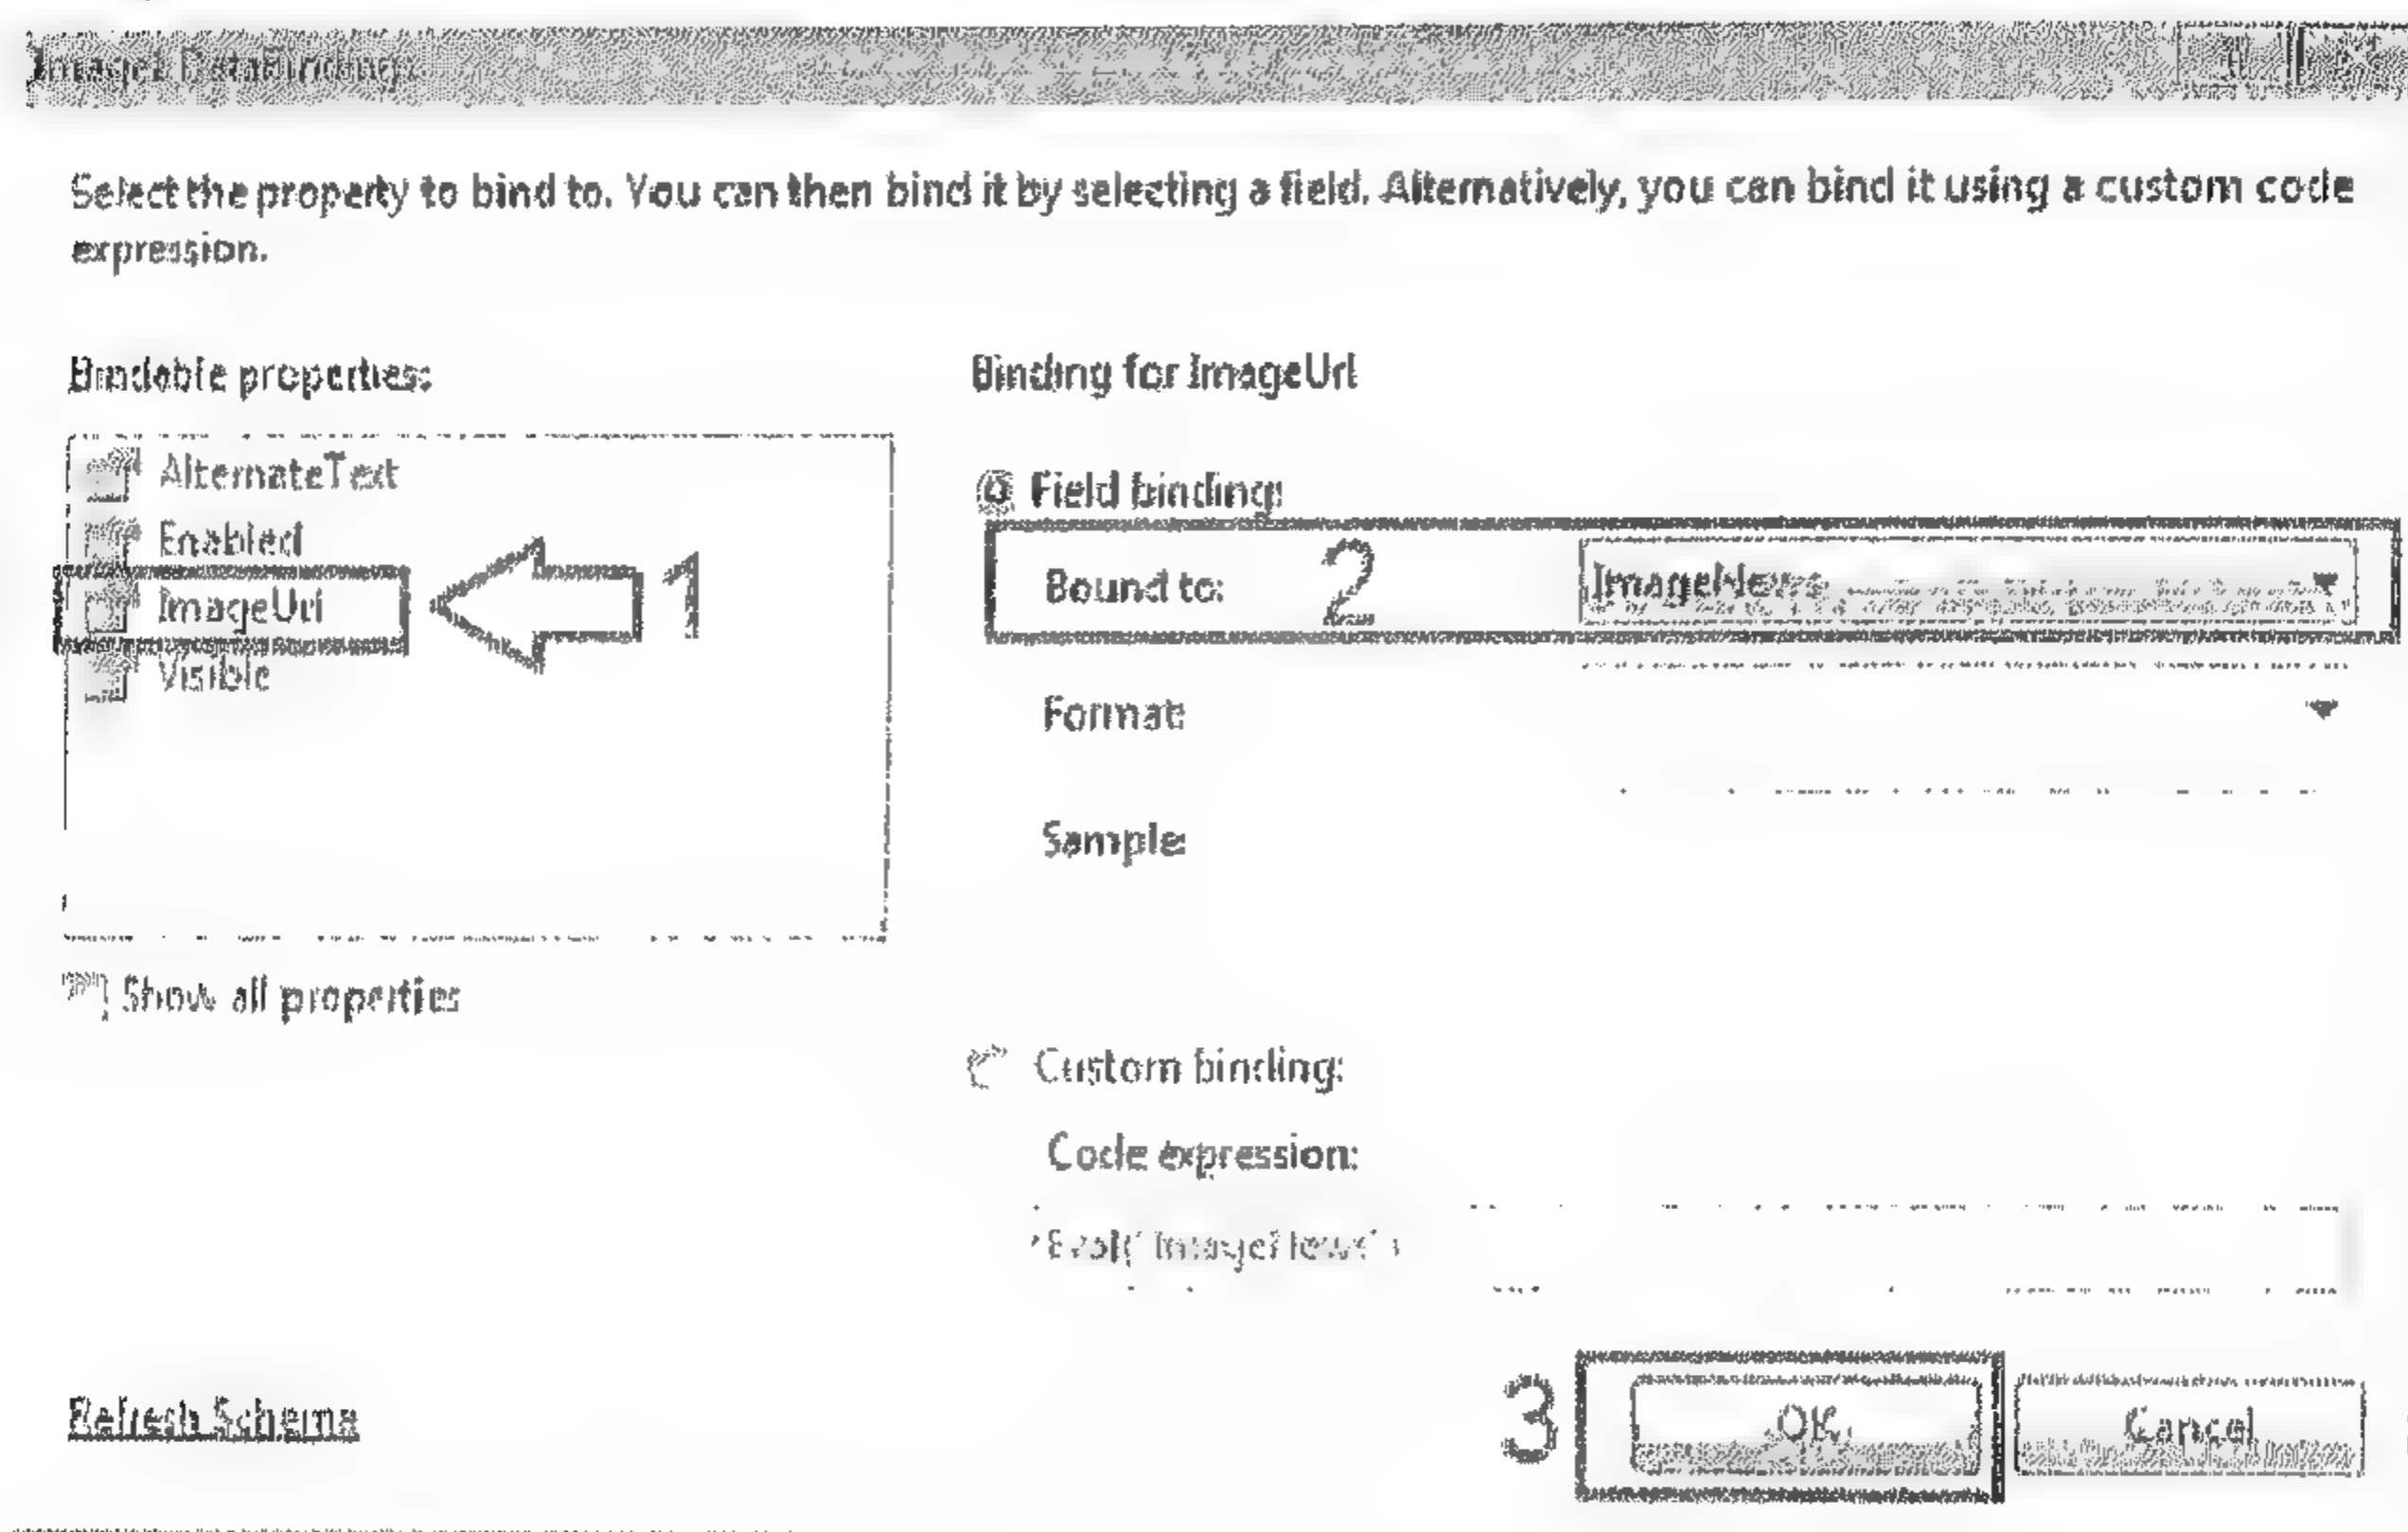 Image1 DataBindings
Select the property to bind to. You can then bind it by selecting a field. Alternatively, you can bind it using a custom code
expression.
Bindable properties:
Binding for ImageUrl
AlternateText
Enabled
ImageUrl
Visible
1
Field binding:
Bound to:
2
ImageNews
Format:
Sample:
Show all properties
Custom binding:
Code expression:
Eval("ImageNews")
Refresh Schema
3
OK
Cancel